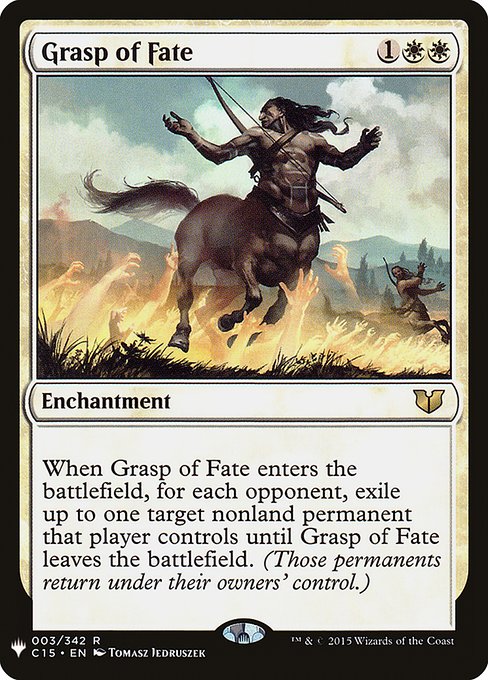 Grasp of Fate 1
Enchantment
When Grasp of Fate enters the
battlefield, for each opponent, exile
up to one target nonland permanent
that player controls until Grasp of Fate
leaves the battlefield. (Those permanents
return under their owners' control.)
003/342 R
C15 • EN Tomasz Jedruszek
™ & © 2015 Wizards of the Coast